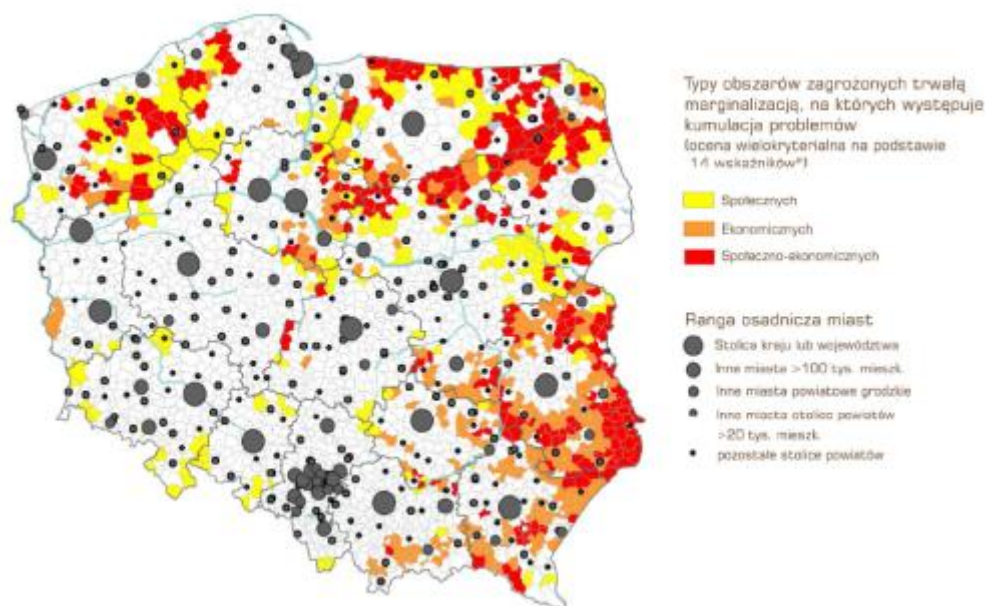 Typy obszarów zagrożonych trwałą
marginalizacją, na których występuje
kumulacja problemów
(ocena wielokryterialna na podstawie
14 wskaźników*)
Społecznych
Ekonomicznych
Społeczno-ekonomicznych
Ranga osadnicza miast
Stolica kraju lub województwa
Inne miasta >100 tys. mieszk.
Inne miasta powiatowe grodzkie
Inne miasta stolice powiatów
>20 tys. mieszk.
pozostałe stolice powiatów